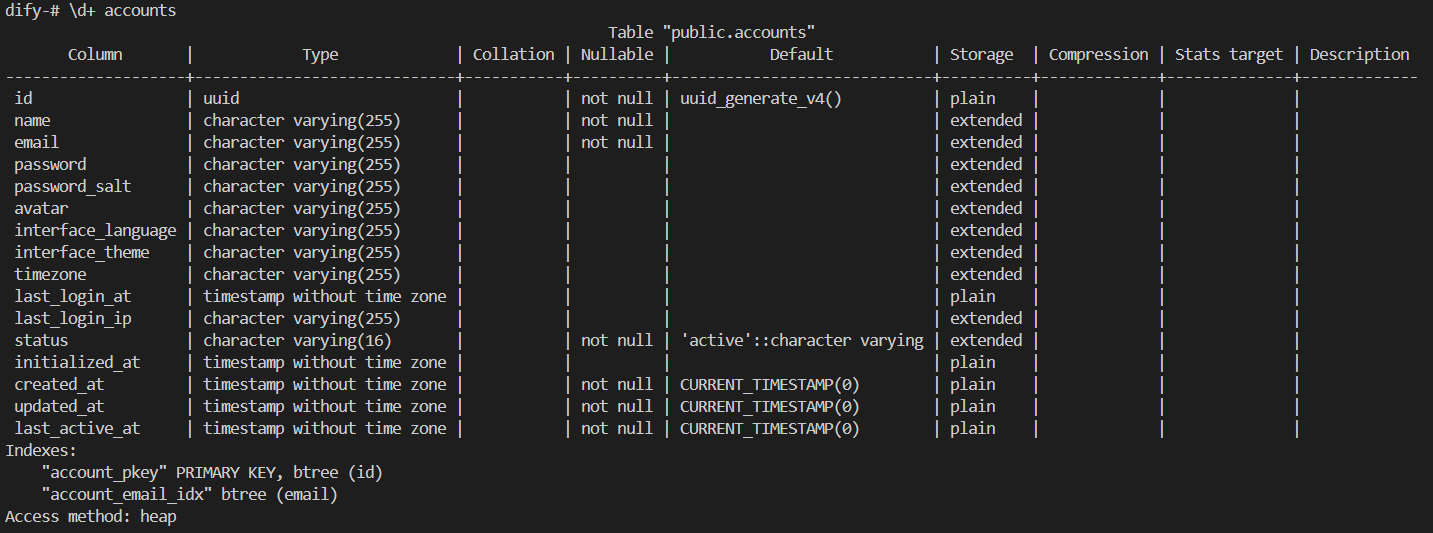 dify-# \d+ accounts
                                                                   Table "public.accounts"
       Column       |            Type             | Collation | Nullable |           Default           | Storage  | Compression | Stats target | Description
--------------------+-----------------------------+-----------+----------+-----------------------------+----------+-------------+--------------+-------------
 id                 | uuid                        |           | not null | uuid_generate_v4()          | plain    |             |              |
 name               | character varying(255)      |           | not null |                             | extended |             |              |
 email              | character varying(255)      |           | not null |                             | extended |             |              |
 password           | character varying(255)      |           |          |                             | extended |             |              |
 password_salt      | character varying(255)      |           |          |                             | extended |             |              |
 avatar             | character varying(255)      |           |          |                             | extended |             |              |
 interface_language | character varying(255)      |           |          |                             | extended |             |              |
 interface_theme    | character varying(255)      |           |          |                             | extended |             |              |
 timezone           | character varying(255)      |           |          |                             | extended |             |              |
 last_login_at      | timestamp without time zone |           |          |                             | plain    |             |              |
 last_login_ip      | character varying(255)      |           |          |                             | extended |             |              |
 status             | character varying(16)       |           | not null | 'active'::character varying | extended |             |              |
 initialized_at     | timestamp without time zone |           |          |                             | plain    |             |              |
 created_at         | timestamp without time zone |           | not null | CURRENT_TIMESTAMP(0)        | plain    |             |              |
 updated_at         | timestamp without time zone |           | not null | CURRENT_TIMESTAMP(0)        | plain    |             |              |
 last_active_at     | timestamp without time zone |           | not null | CURRENT_TIMESTAMP(0)        | plain    |             |              |
Indexes:
    "account_pkey" PRIMARY KEY, btree (id)
    "account_email_idx" btree (email)
Access method: heap